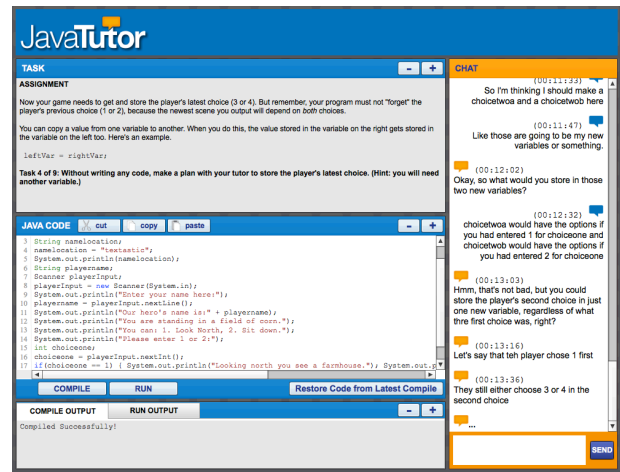 JavaTutor
TASK
- +
ASSIGNMENT
Now your game needs to get and store the player's latest choice (3 or 4). But remember, your program must not "forget" the
player's previous choice (1 or 2), because the newest scene you output will depend on both choices.
You can copy a value from one variable to another. When you do this, the value stored in the variable on the right gets stored in
the variable on the left too. Here's an example.
leftVar = rightVar;
Task 4 of 9: Without writing any code, make a plan with your tutor to store the player's latest choice. (Hint: you will need
another variable.)
JAVA CODE cut copy paste - +
3 String namelocation;
4 namelocation = "textastic";
5 System.out.println(namelocation);
6 String playername;
7 Scanner playerInput;
8 playerInput = new Scanner(System.in);
9 System.out.println("Enter your name here:");
10 playername = playerInput.nextLine();
11 System.out.println("Our hero's name is:" + playername);
12 System.out.println("You are standing in a field of corn.");
13 System.out.println("You can: 1. Look North, 2. Sit down.");
14 System.out.println("Please enter 1 or 2:");
15 int choiceone;
16 choiceone = playerInput.nextInt();
17 if(choiceone == 1) { System.out.println("Looking north you see a farmhouse."); System.out.p
COMPILE RUN Restore Code from Latest Compile
COMPILE OUTPUT RUN OUTPUT - +
Compiled Successfully!
CHAT
(00:11:33)
So I'm thinking I should make a
choicetwoa and a choicetwob here
(00:11:47)
Like those are going to be my new
variables or something.
(00:12:02)
Okay, so what would you store in those
two new variables?
(00:12:32)
choicetwoa would have the options if
you had entered 1 for choiceone and
choicetwob would have the options if
you had entered 2 for choiceone
(00:13:03)
Hmm, that's not bad, but you could
store the player's second choice in just
one new variable, regardless of what
thre first choice was, right?
(00:13:16)
Let's say that teh player chose 1 first
(00:13:36)
They still either choose 3 or 4 in the
second choice
...
SEND